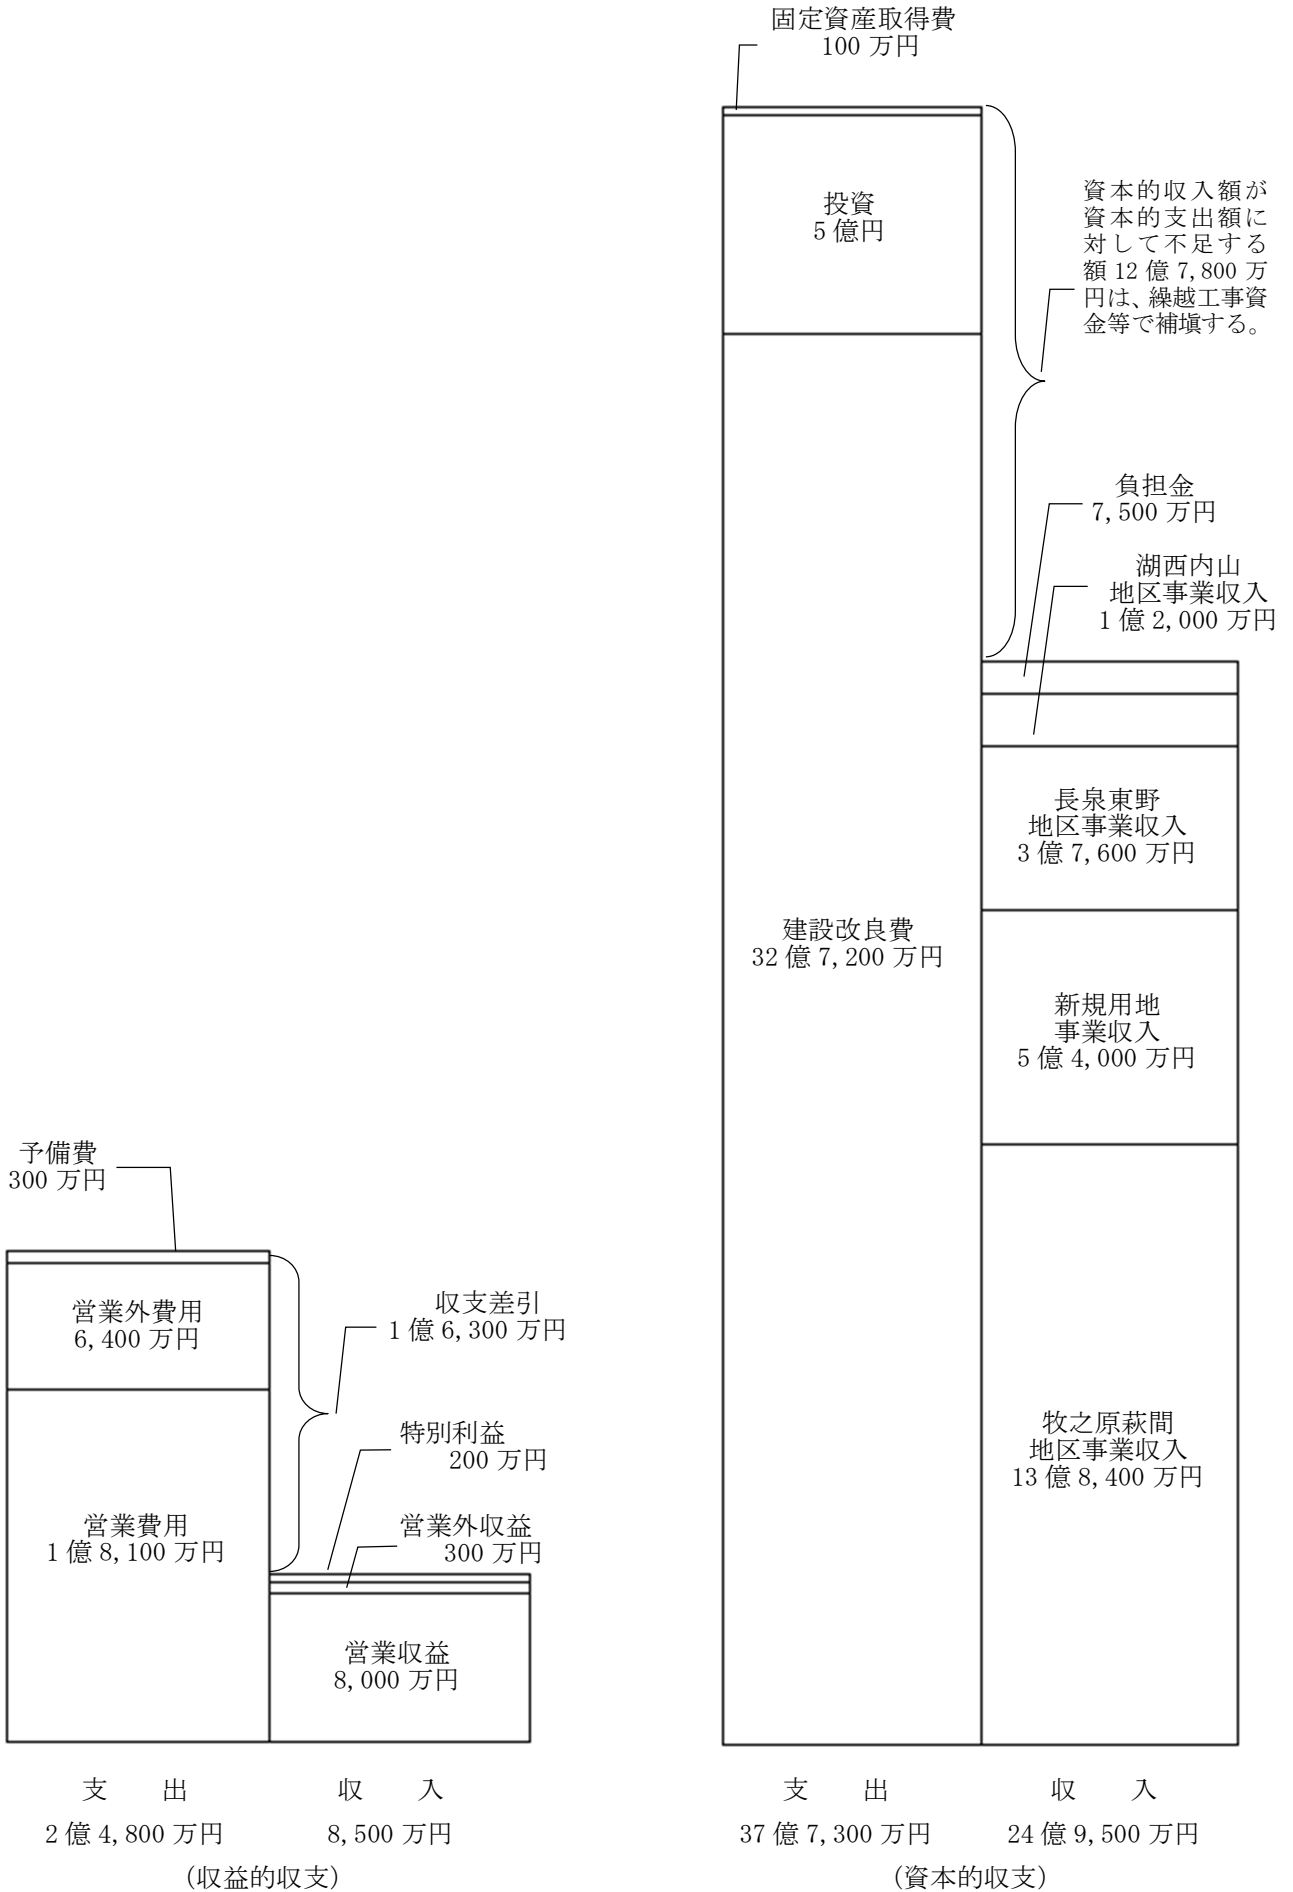 固定資産取得費
100 万円
投資
5 億円
資本的収入額が
資本的支出額に
対して不足する
額 12 億 7,800 万
円は、繰越工事資
金等で補塡する。
負担金
7,500 万円
湖西内山
地区事業収入
1 億 2,000 万円
長泉東野
地区事業収入
3 億 7,600 万円
建設改良費
32 億 7,200 万円
新規用地
事業収入
5 億 4,000 万円
牧之原萩間
地区事業収入
13 億 8,400 万円
支 出
37 億 7,300 万円
収 入
24 億 9,500 万円
（資本的収支）
予備費
300 万円
営業外費用
6,400 万円
収支差引
1 億 6,300 万円
特別利益
200 万円
営業費用
1 億 8,100 万円
営業外収益
300 万円
営業収益
8,000 万円
支 出
2 億 4,800 万円
収 入
8,500 万円
（収益的収支）